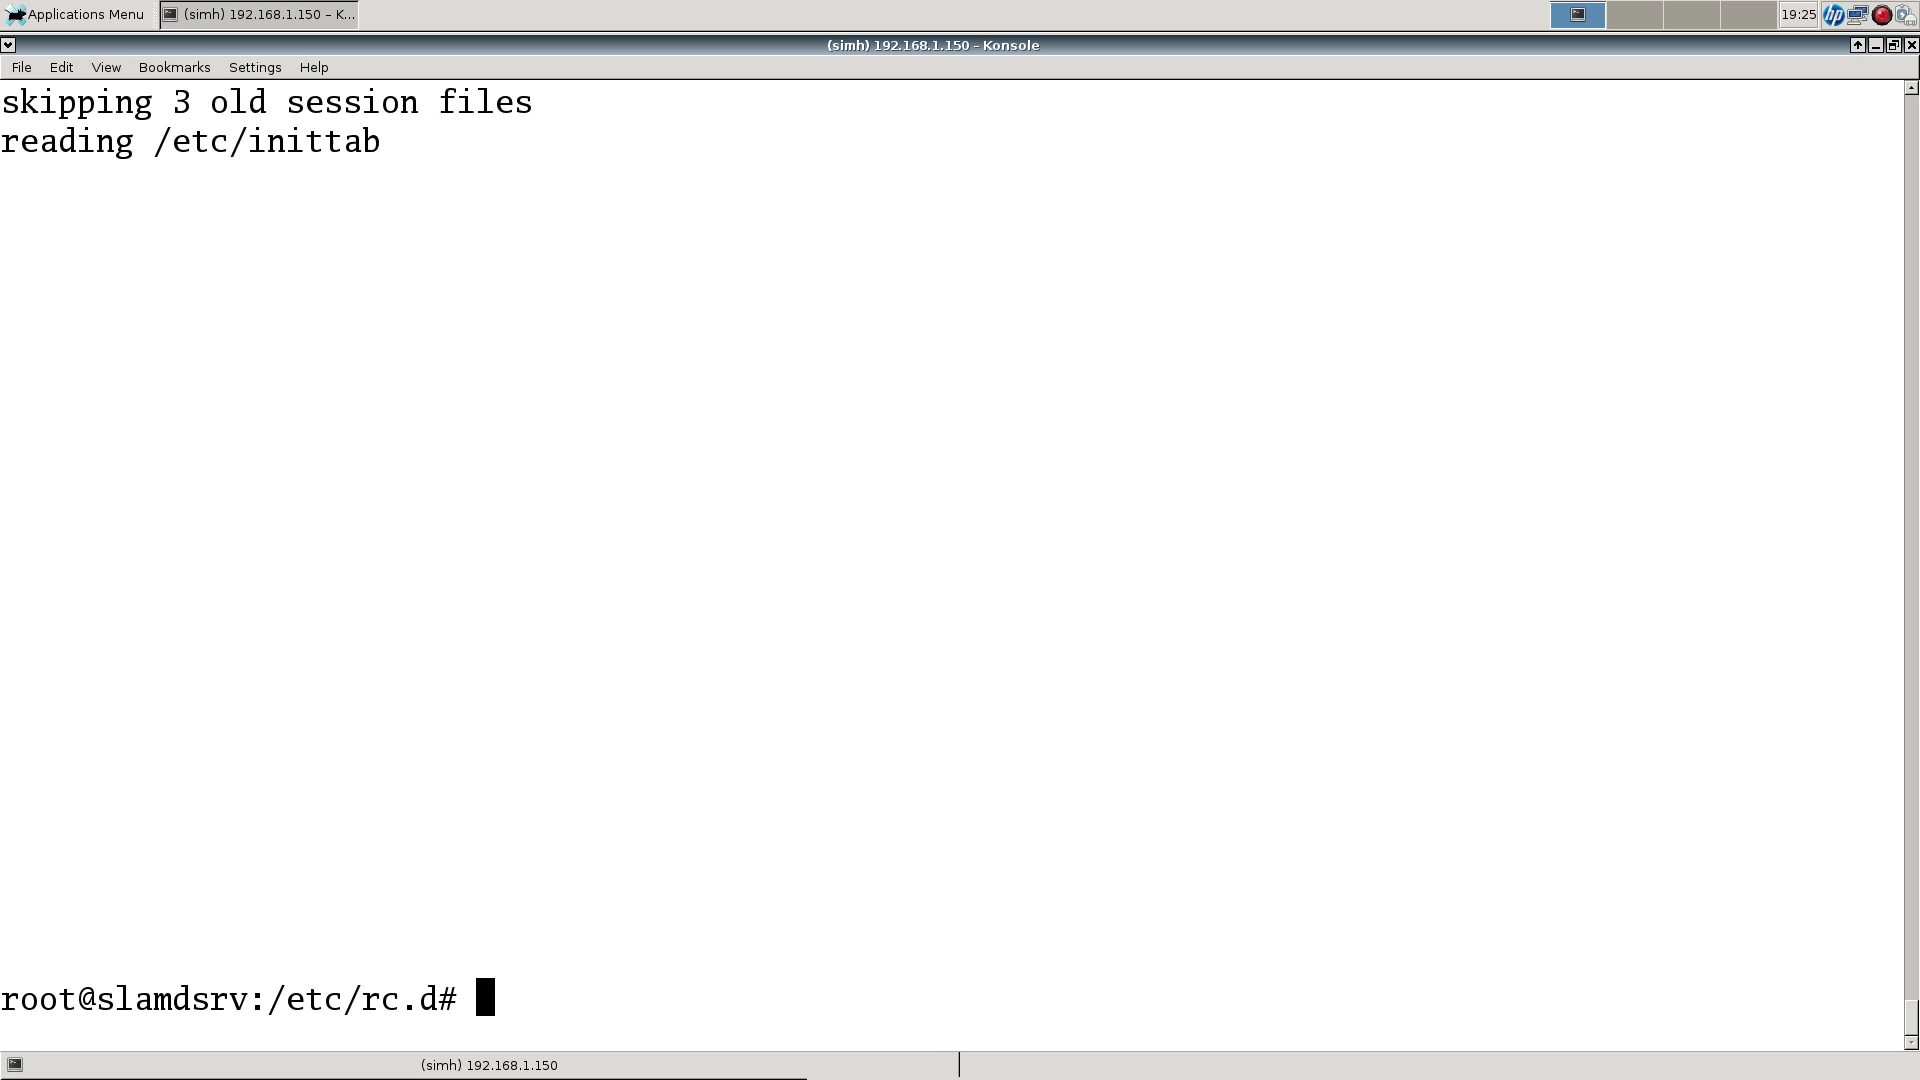 Applications Menu
(simh) 192.168.1.150 – K...
19:25
hp
(simh) 192.168.1.150 – Konsole
File Edit View Bookmarks Settings Help
skipping 3 old session files
reading /etc/inittab
root@slamdsrv:/etc/rc.d#
(simh) 192.168.1.150